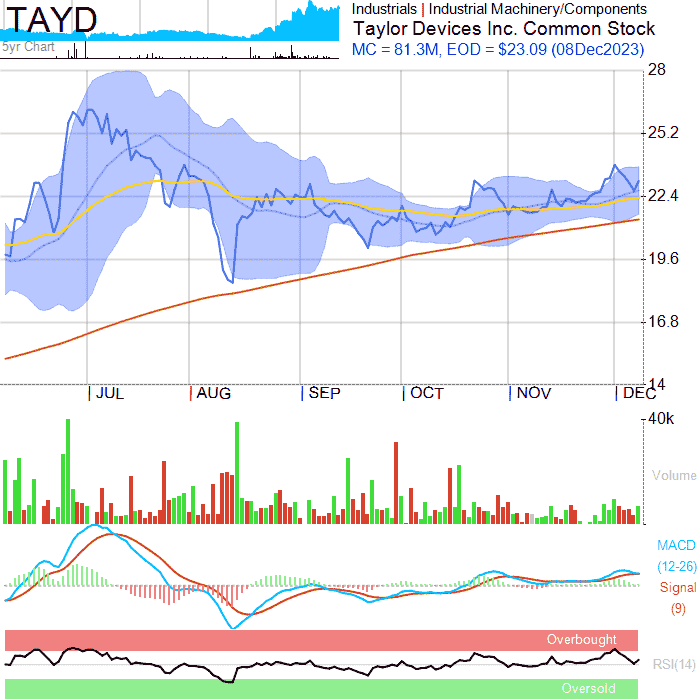 TAYD
5yr Chart
Industrials | Industrial Machinery/Components
Taylor Devices Inc. Common Stock
MC = 81.3M, EOD = $23.09 (08Dec2023)
28
25.2
22.4
19.6
16.8
14
JUL AUG SEP OCT NOV DEC
40k
Volume
MACD
(12-26)
Signal
(9)
Overbought
RSI(14)
Oversold